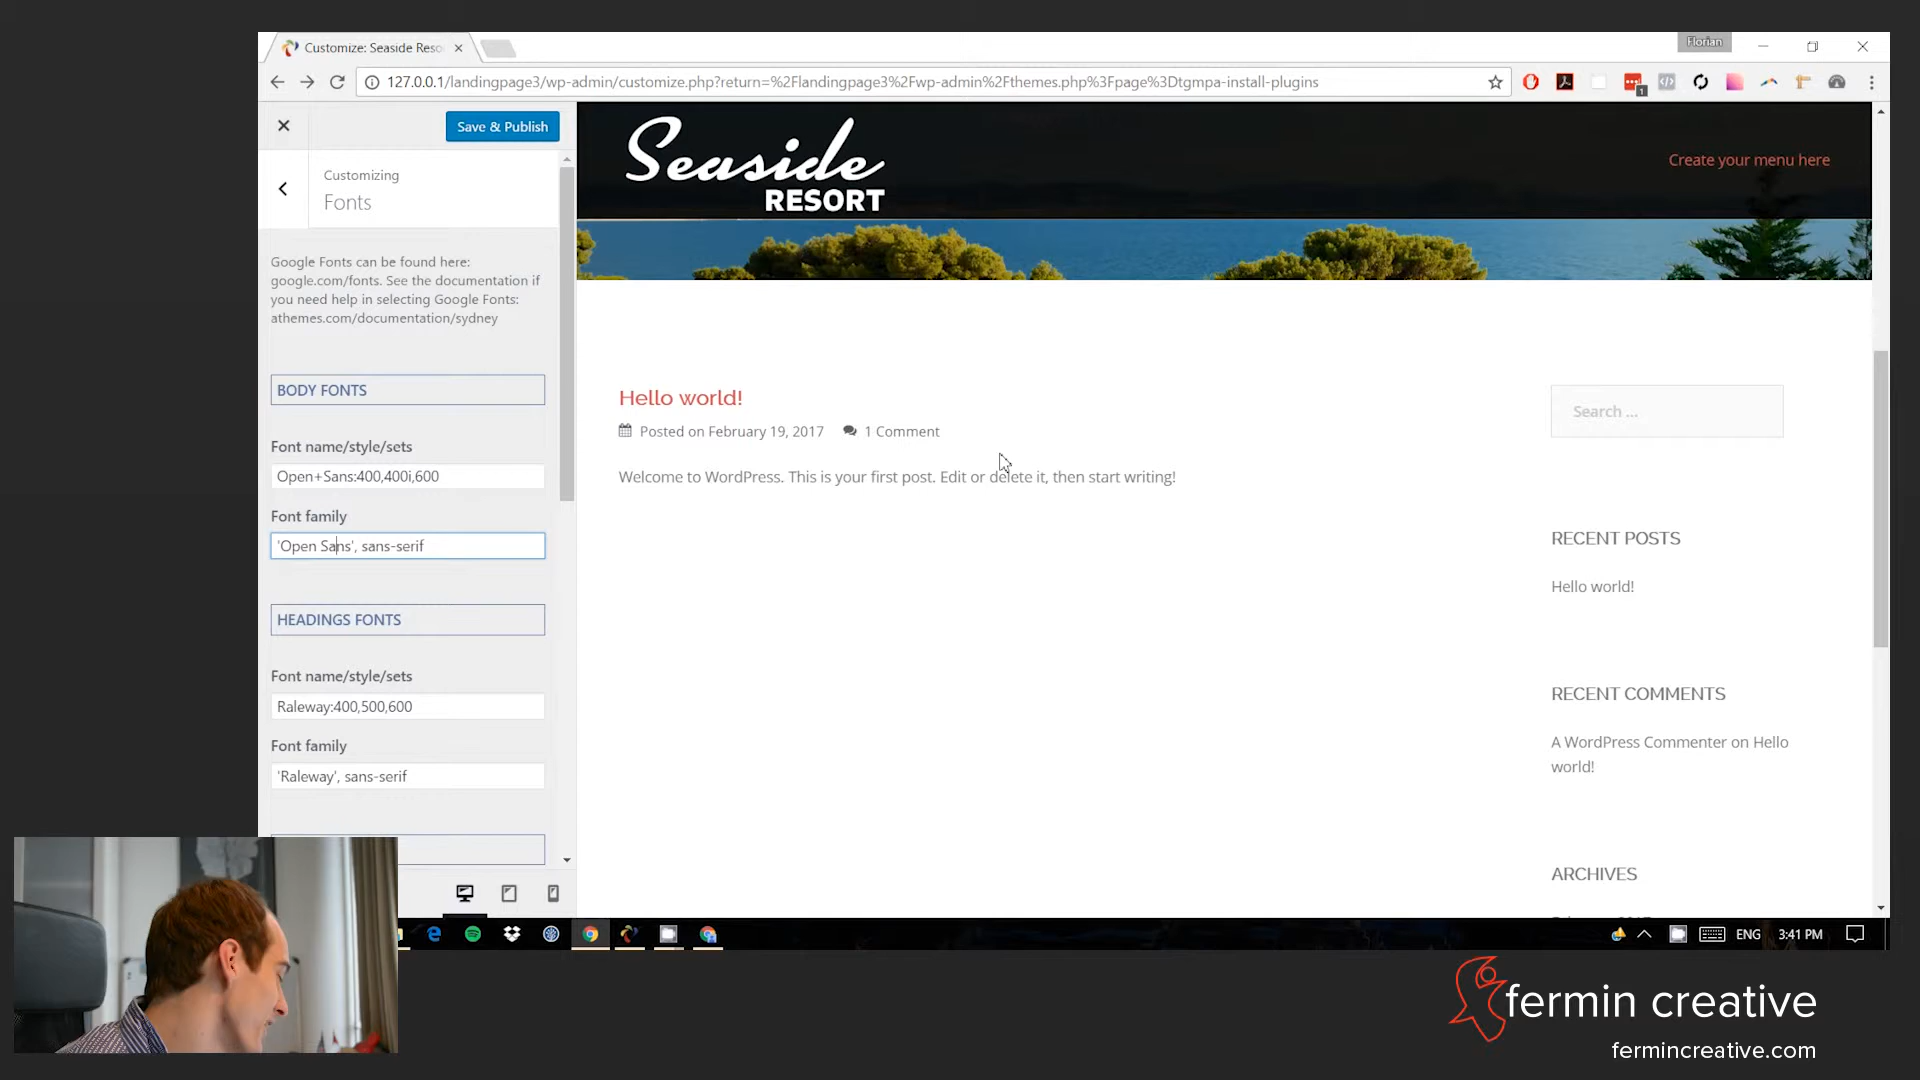 Customize: Seaside Reso
Florian
127.0.0.1/landingpage3/wp-admin/customize.php?return=%2Flandingpage3%2Fwp-admin%2Fthemes.php%3Fpage%3Dtgmpa-install-plugins
1
Save & Publish
Customizing
Fonts
Google Fonts can be found here:
google.com/fonts. See the documentation if
you need help in selecting Google Fonts:
athemes.com/documentation/sydney
BODY FONTS
Font name/style/sets
Open+Sans:400,400i,600
Font family
'Open Sans', sans-serif
HEADINGS FONTS
Font name/style/sets
Raleway:400,500,600
Font family
'Raleway', sans-serif
Seaside
RESORT
Create your menu here
Hello world!
Posted on February 19, 2017
1 Comment
Welcome to WordPress. This is your first post. Edit or delete it, then start writing!
Search ...
RECENT POSTS
Hello world!
RECENT COMMENTS
A WordPress Commenter on Hello
world!
ARCHIVES
ENG
3:41 PM
fermin creative
fermincreative.com